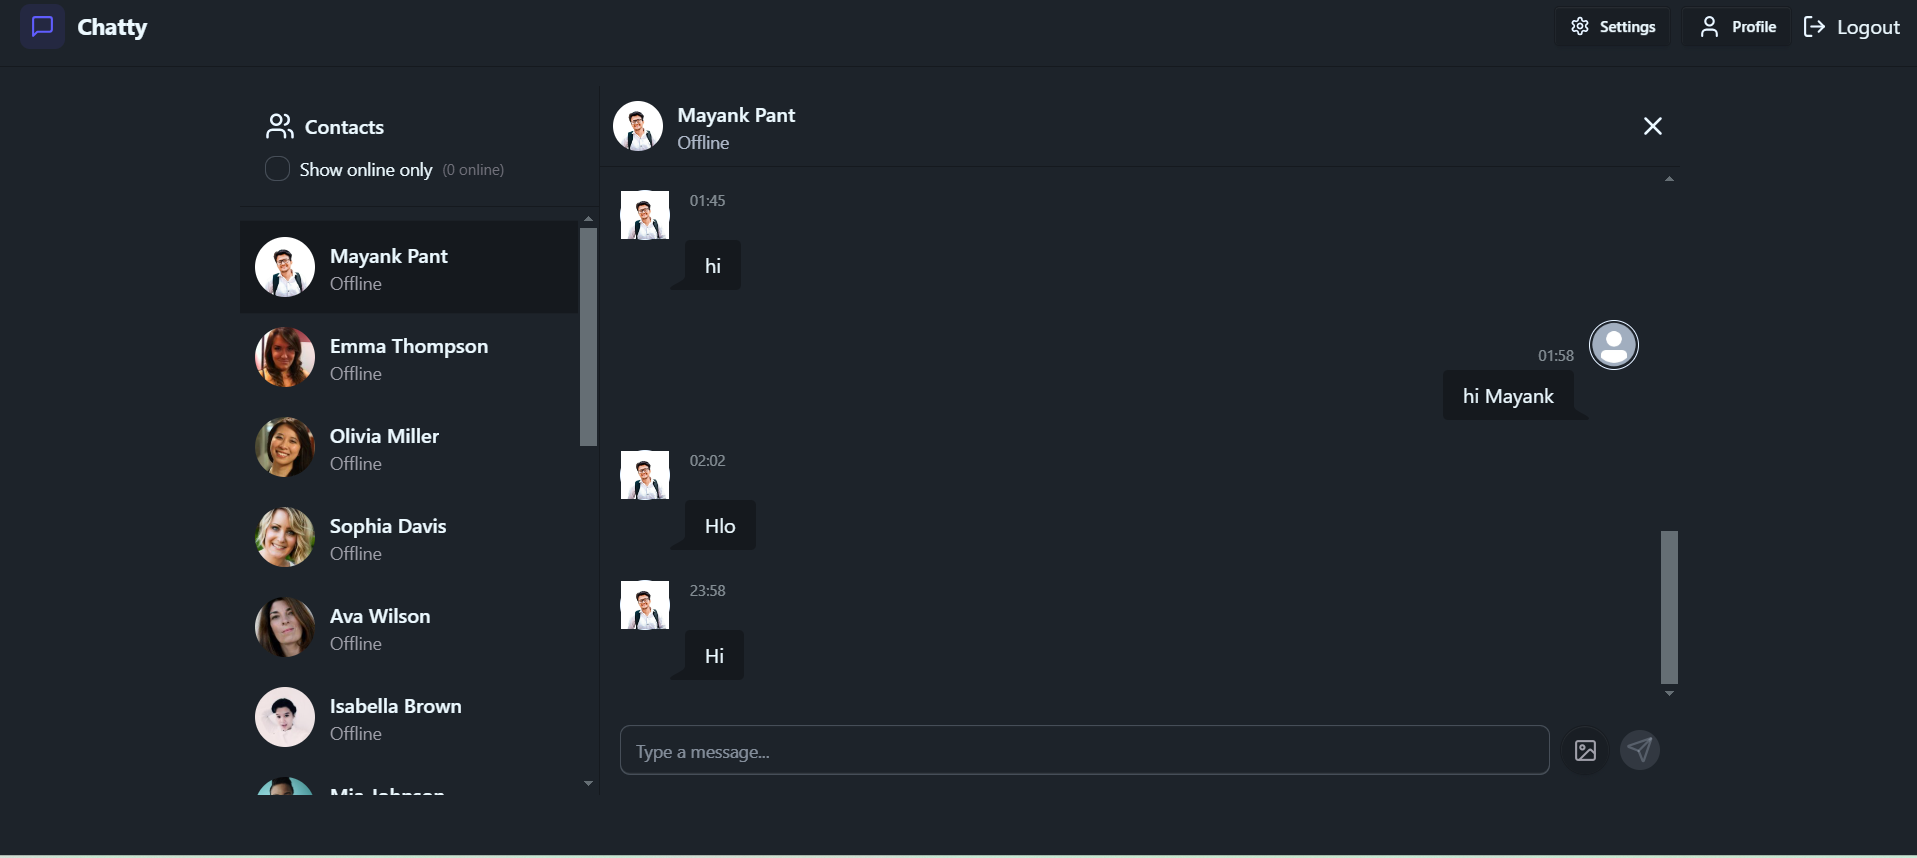 Chatty
Settings
Profile
Logout
Contacts
Show online only (0 online)
Mayank Pant
Offline
Emma Thompson
Offline
Olivia Miller
Offline
Sophia Davis
Offline
Ava Wilson
Offline
Isabella Brown
Offline
Mia Johnson
Mayank Pant
Offline
01:45
hi
01:58
hi Mayank
02:02
Hlo
23:58
Hi
Type a message...